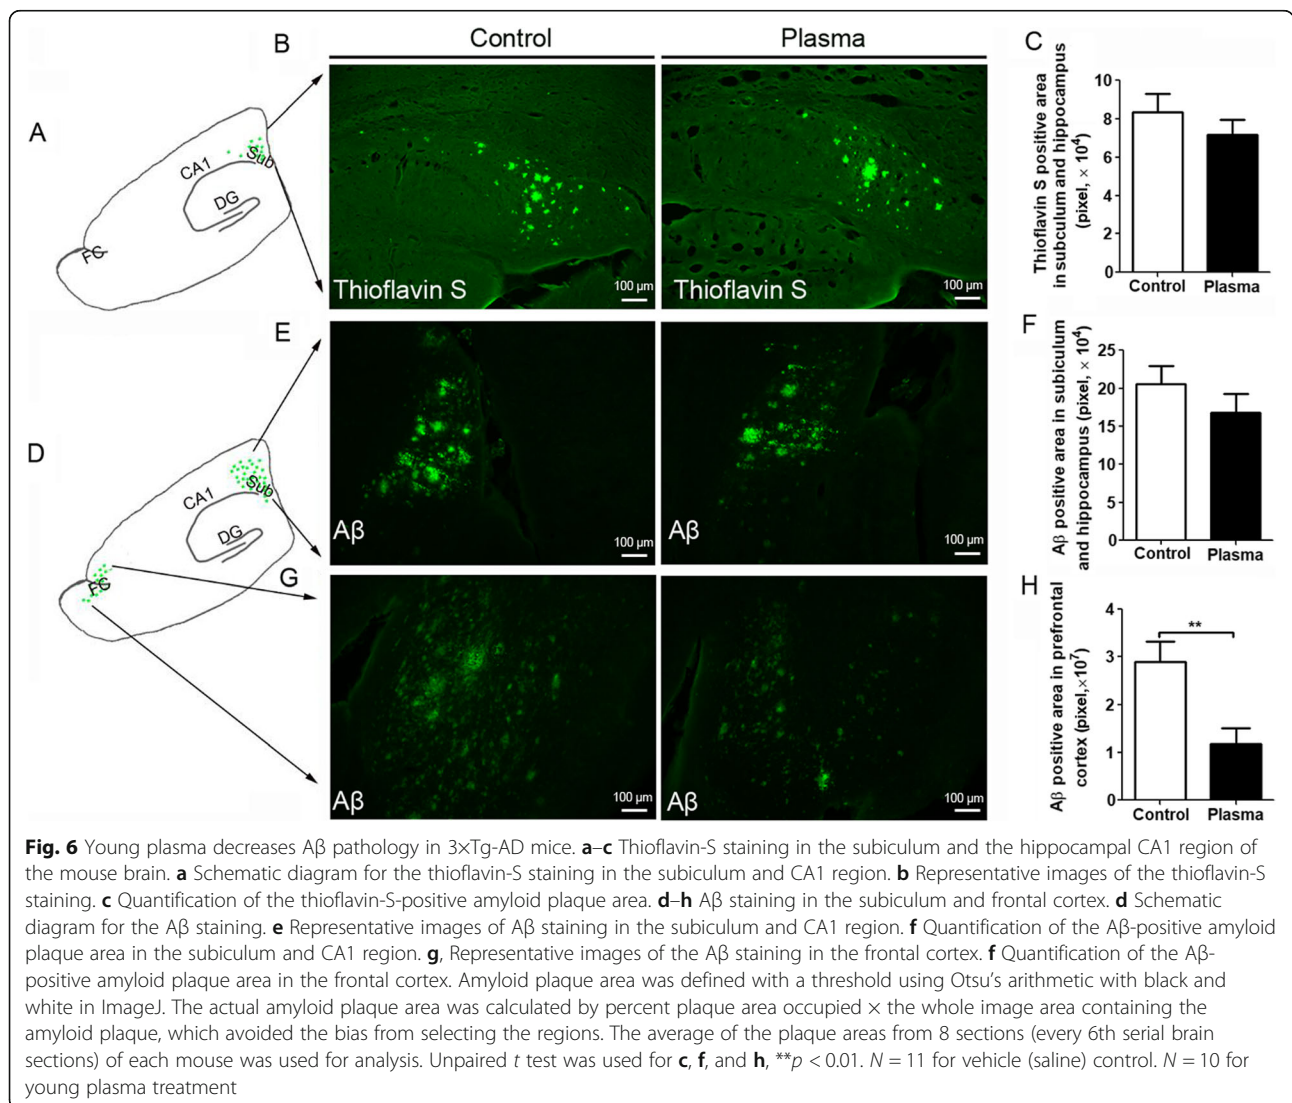 Control
Plasma
A
CA1
Sub
DG
FC
B
Thioflavin S
100 µm
Thioflavin S
100 µm
C
Thioflavin S positive area
in subculum and hippocampus
(pixel, × 10⁴)
10
8
6
4
2
0
Control
Plasma
D
CA1
Sub
DG
FC
E
Aβ
100 µm
Aβ
100 µm
F
Aβ positive area in subiculum
and hippocampus (pixel, × 10⁴)
25
20
15
10
5
0
Control
Plasma
G
Aβ
100 µm
Aβ
100 µm
H
Aβ positive area in prefrontal
cortex (pixel,×10⁷)
4
3
2
1
0
**
Control
Plasma
Fig. 6 Young plasma decreases Aβ pathology in 3×Tg-AD mice. a–c Thioflavin-S staining in the subiculum and the hippocampal CA1 region of
the mouse brain. a Schematic diagram for the thioflavin-S staining in the subiculum and CA1 region. b Representative images of the thioflavin-S
staining. c Quantification of the thioflavin-S-positive amyloid plaque area. d–h Aβ staining in the subiculum and frontal cortex. d Schematic
diagram for the Aβ staining. e Representative images of Aβ staining in the subiculum and CA1 region. f Quantification of the Aβ-positive amyloid
plaque area in the subiculum and CA1 region. g, Representative images of the Aβ staining in the frontal cortex. f Quantification of the Aβ-
positive amyloid plaque area in the frontal cortex. Amyloid plaque area was defined with a threshold using Otsu's arithmetic with black and
white in ImageJ. The actual amyloid plaque area was calculated by percent plaque area occupied × the whole image area containing the
amyloid plaque, which avoided the bias from selecting the regions. The average of the plaque areas from 8 sections (every 6th serial brain
sections) of each mouse was used for analysis. Unpaired t test was used for c, f, and h, **p < 0.01. N = 11 for vehicle (saline) control. N = 10 for
young plasma treatment